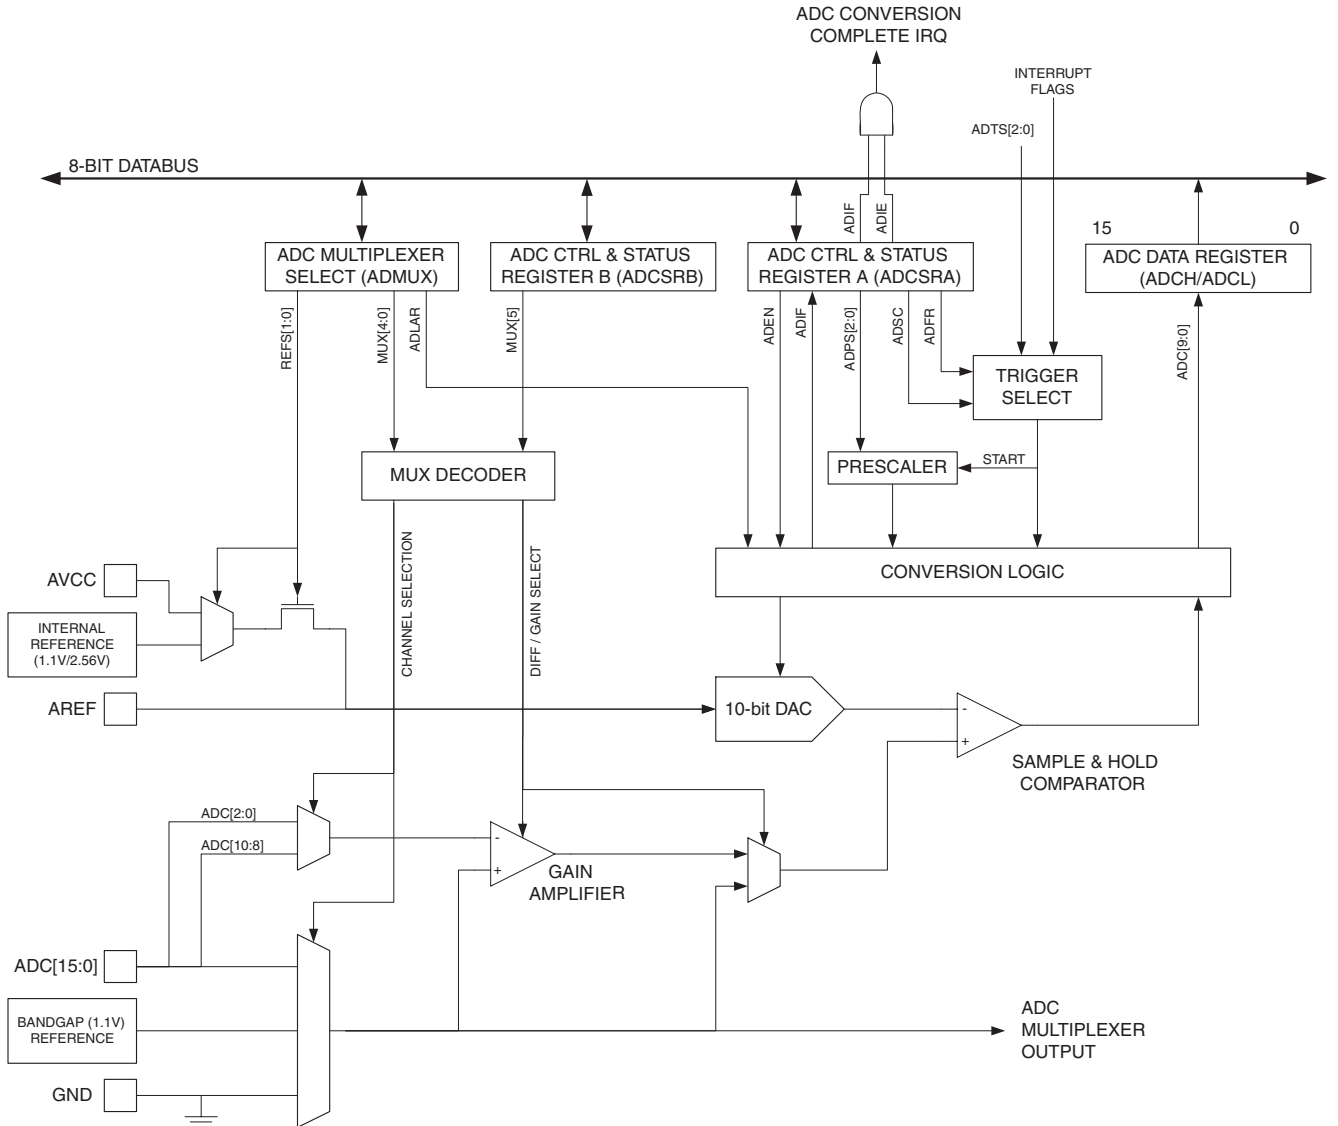 ADC CONVERSION
COMPLETE IRQ
INTERRUPT
FLAGS
ADTS[2:0]
8-BIT DATABUS
ADIF
ADIE
15
0
ADC MULTIPLEXER
SELECT (ADMUX)
ADC CTRL & STATUS
REGISTER B (ADCSRB)
ADC CTRL & STATUS
REGISTER A (ADCSRA)
ADC DATA REGISTER
(ADCH/ADCL)
REFS[1:0]
MUX[4:0]
ADLAR
MUX[5]
ADEN
ADIF
ADPS[2:0]
ADSC
ADFR
ADC[9:0]
TRIGGER
SELECT
MUX DECODER
PRESCALER
START
CHANNEL SELECTION
DIFF / GAIN SELECT
CONVERSION LOGIC
AVCC
INTERNAL
REFERENCE
(1.1V/2.56V)
AREF
10-bit DAC
-
+
SAMPLE & HOLD
COMPARATOR
ADC[2:0]
ADC[10:8]
-
+
GAIN
AMPLIFIER
ADC[15:0]
BANDGAP (1.1V)
REFERENCE
ADC
MULTIPLEXER
OUTPUT
GND